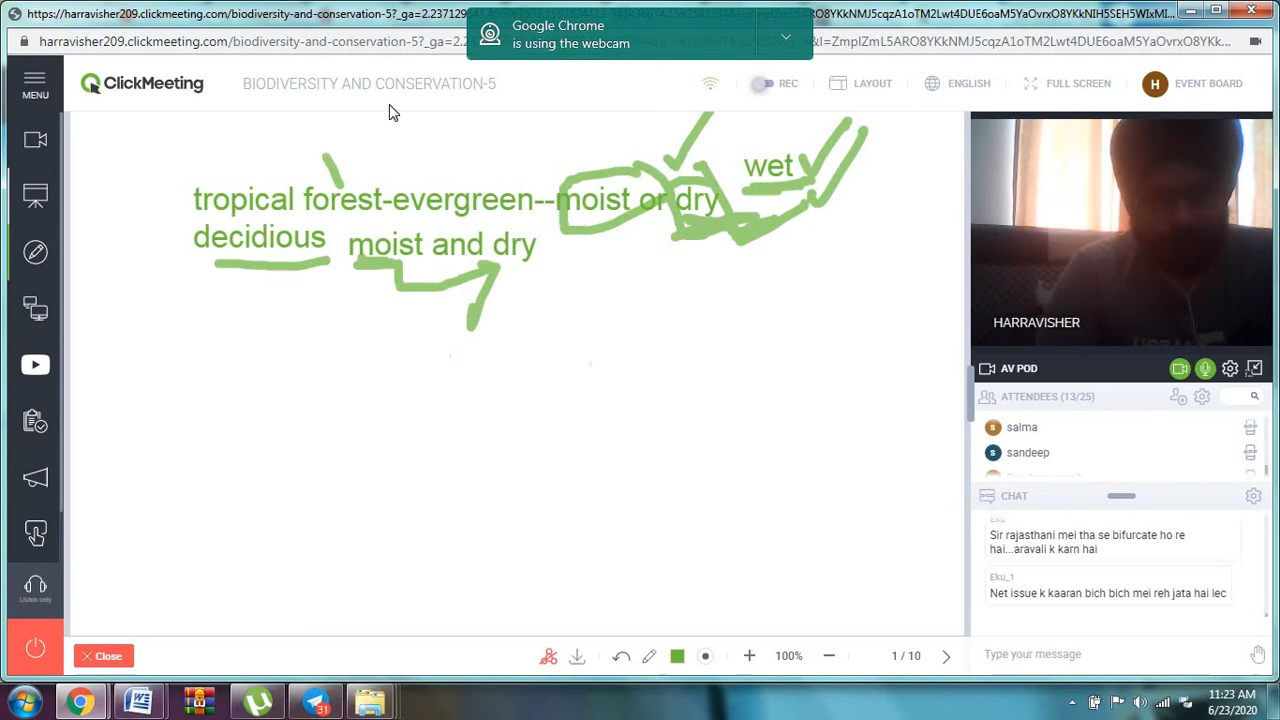 https://harravisher209.clickmeeting.com/biodiversity-and-conservation-5?_ga=2.2371295
Google Chrome
is using the webcam
harravisher209.clickmeeting.com/biodiversity-and-conservation-5?_ga=2.2
MENU
ClickMeeting
BIODIVERSITY AND CONSERVATION-5
REC
LAYOUT
ENGLISH
FULL SCREEN
H
EVENT BOARD
wet
tropical forest-evergreen--moist or dry
decidious moist and dry
HARRAVISHER
AV POD
ATTENDEES (13/25)
S salma
S sandeep
CHAT
Eku
Sir rajasthani mei tha se bifurcate ho re
hai...aravali k karn hai
Eku_1
Net issue k kaaran bich bich mei reh jata hai lec
Listen only
Close
100%
1 / 10
Type your message
31
11:23 AM
6/23/2020